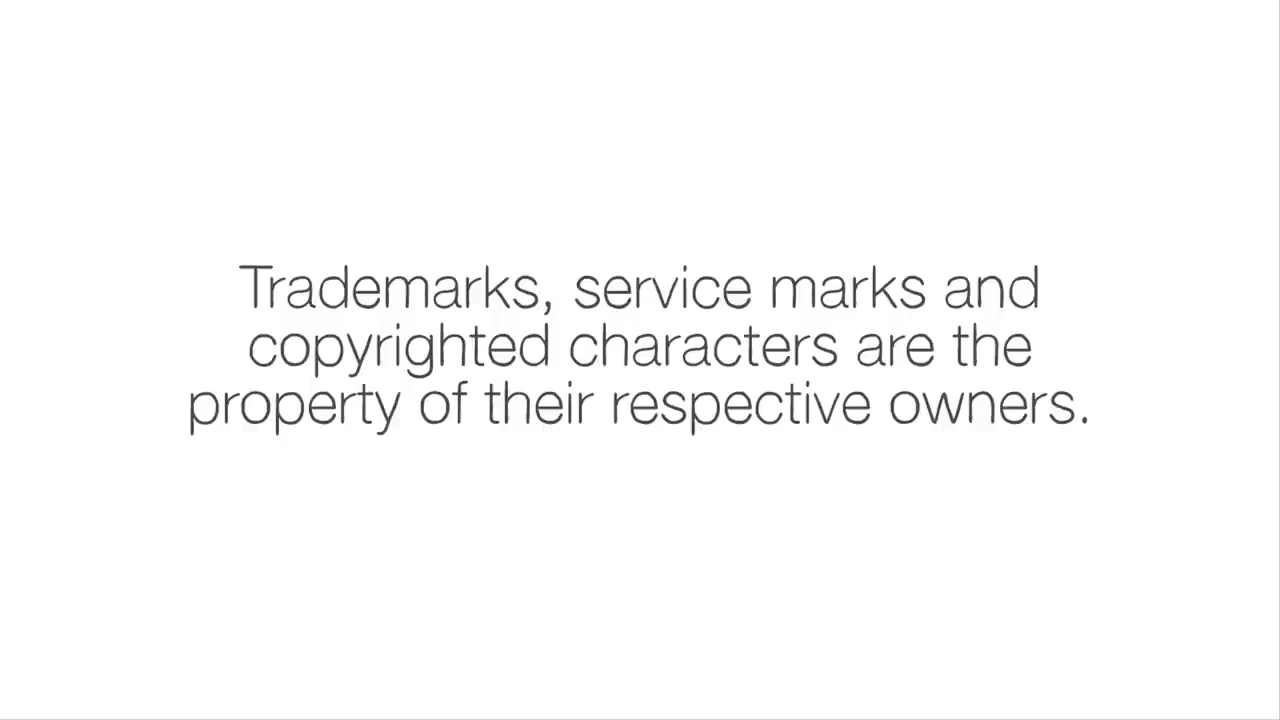 Trademarks, service marks and
copyrighted characters are the
property of their respective owners.